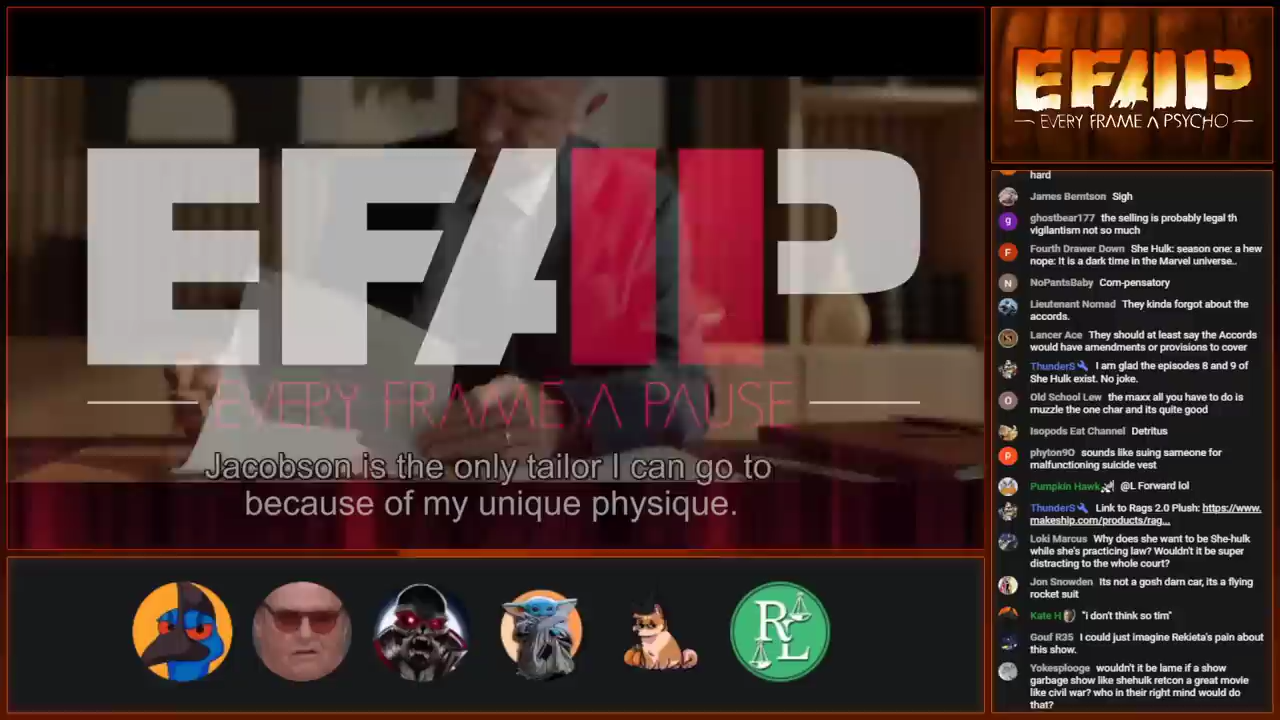 EFAIIP
EVERY FRAME A PAUSE
Jacobson is the only tailor I can go to
because of my unique physique.
RL
EFAIIP
EVERY FRAME A PSYCHO
hard
James Berntson Sigh
g
ghostbear177 the selling is probably legal th
vigilantism not so much
F
Fourth Drawer Down She Hulk: season one: a hew
nope: It is a dark time in the Marvel universe..
N
NoPantsBaby Com-pensatory
Lieutenant Nomad They kinda forgot about the
accords.
Lancer Ace They should at least say the Accords
would have amendments or provisions to cover
ThunderS I am glad the episodes 8 and 9 of
She Hulk exist. No joke.
O
Old School Lew the maxx all you have to do is
muzzle the one char and its quite good
Isopods Eat Channel Detritus
P
phyton90 sounds like suing someone for
malfunctioning suicide vest
Pumpkin Hawk @L Forward lol
ThunderS Link to Rags 2.0 Plush: https://www.
makeship.com/products/rag...
Loki Marcus Why does she want to be She-hulk
while she's practicing law? Wouldn't it be super
distracting to the whole court?
Jon Snowden Its not a gosh darn car, its a flying
rocket suit
Kate H "I don't think so tim"
Gouf R35 I could just imagine Rekieta's pain about
this show.
Yokesplooge wouldn't it be lame if a show
garbage show like shehulk retcon a great movie
like civil war? who in their right mind would do
that?